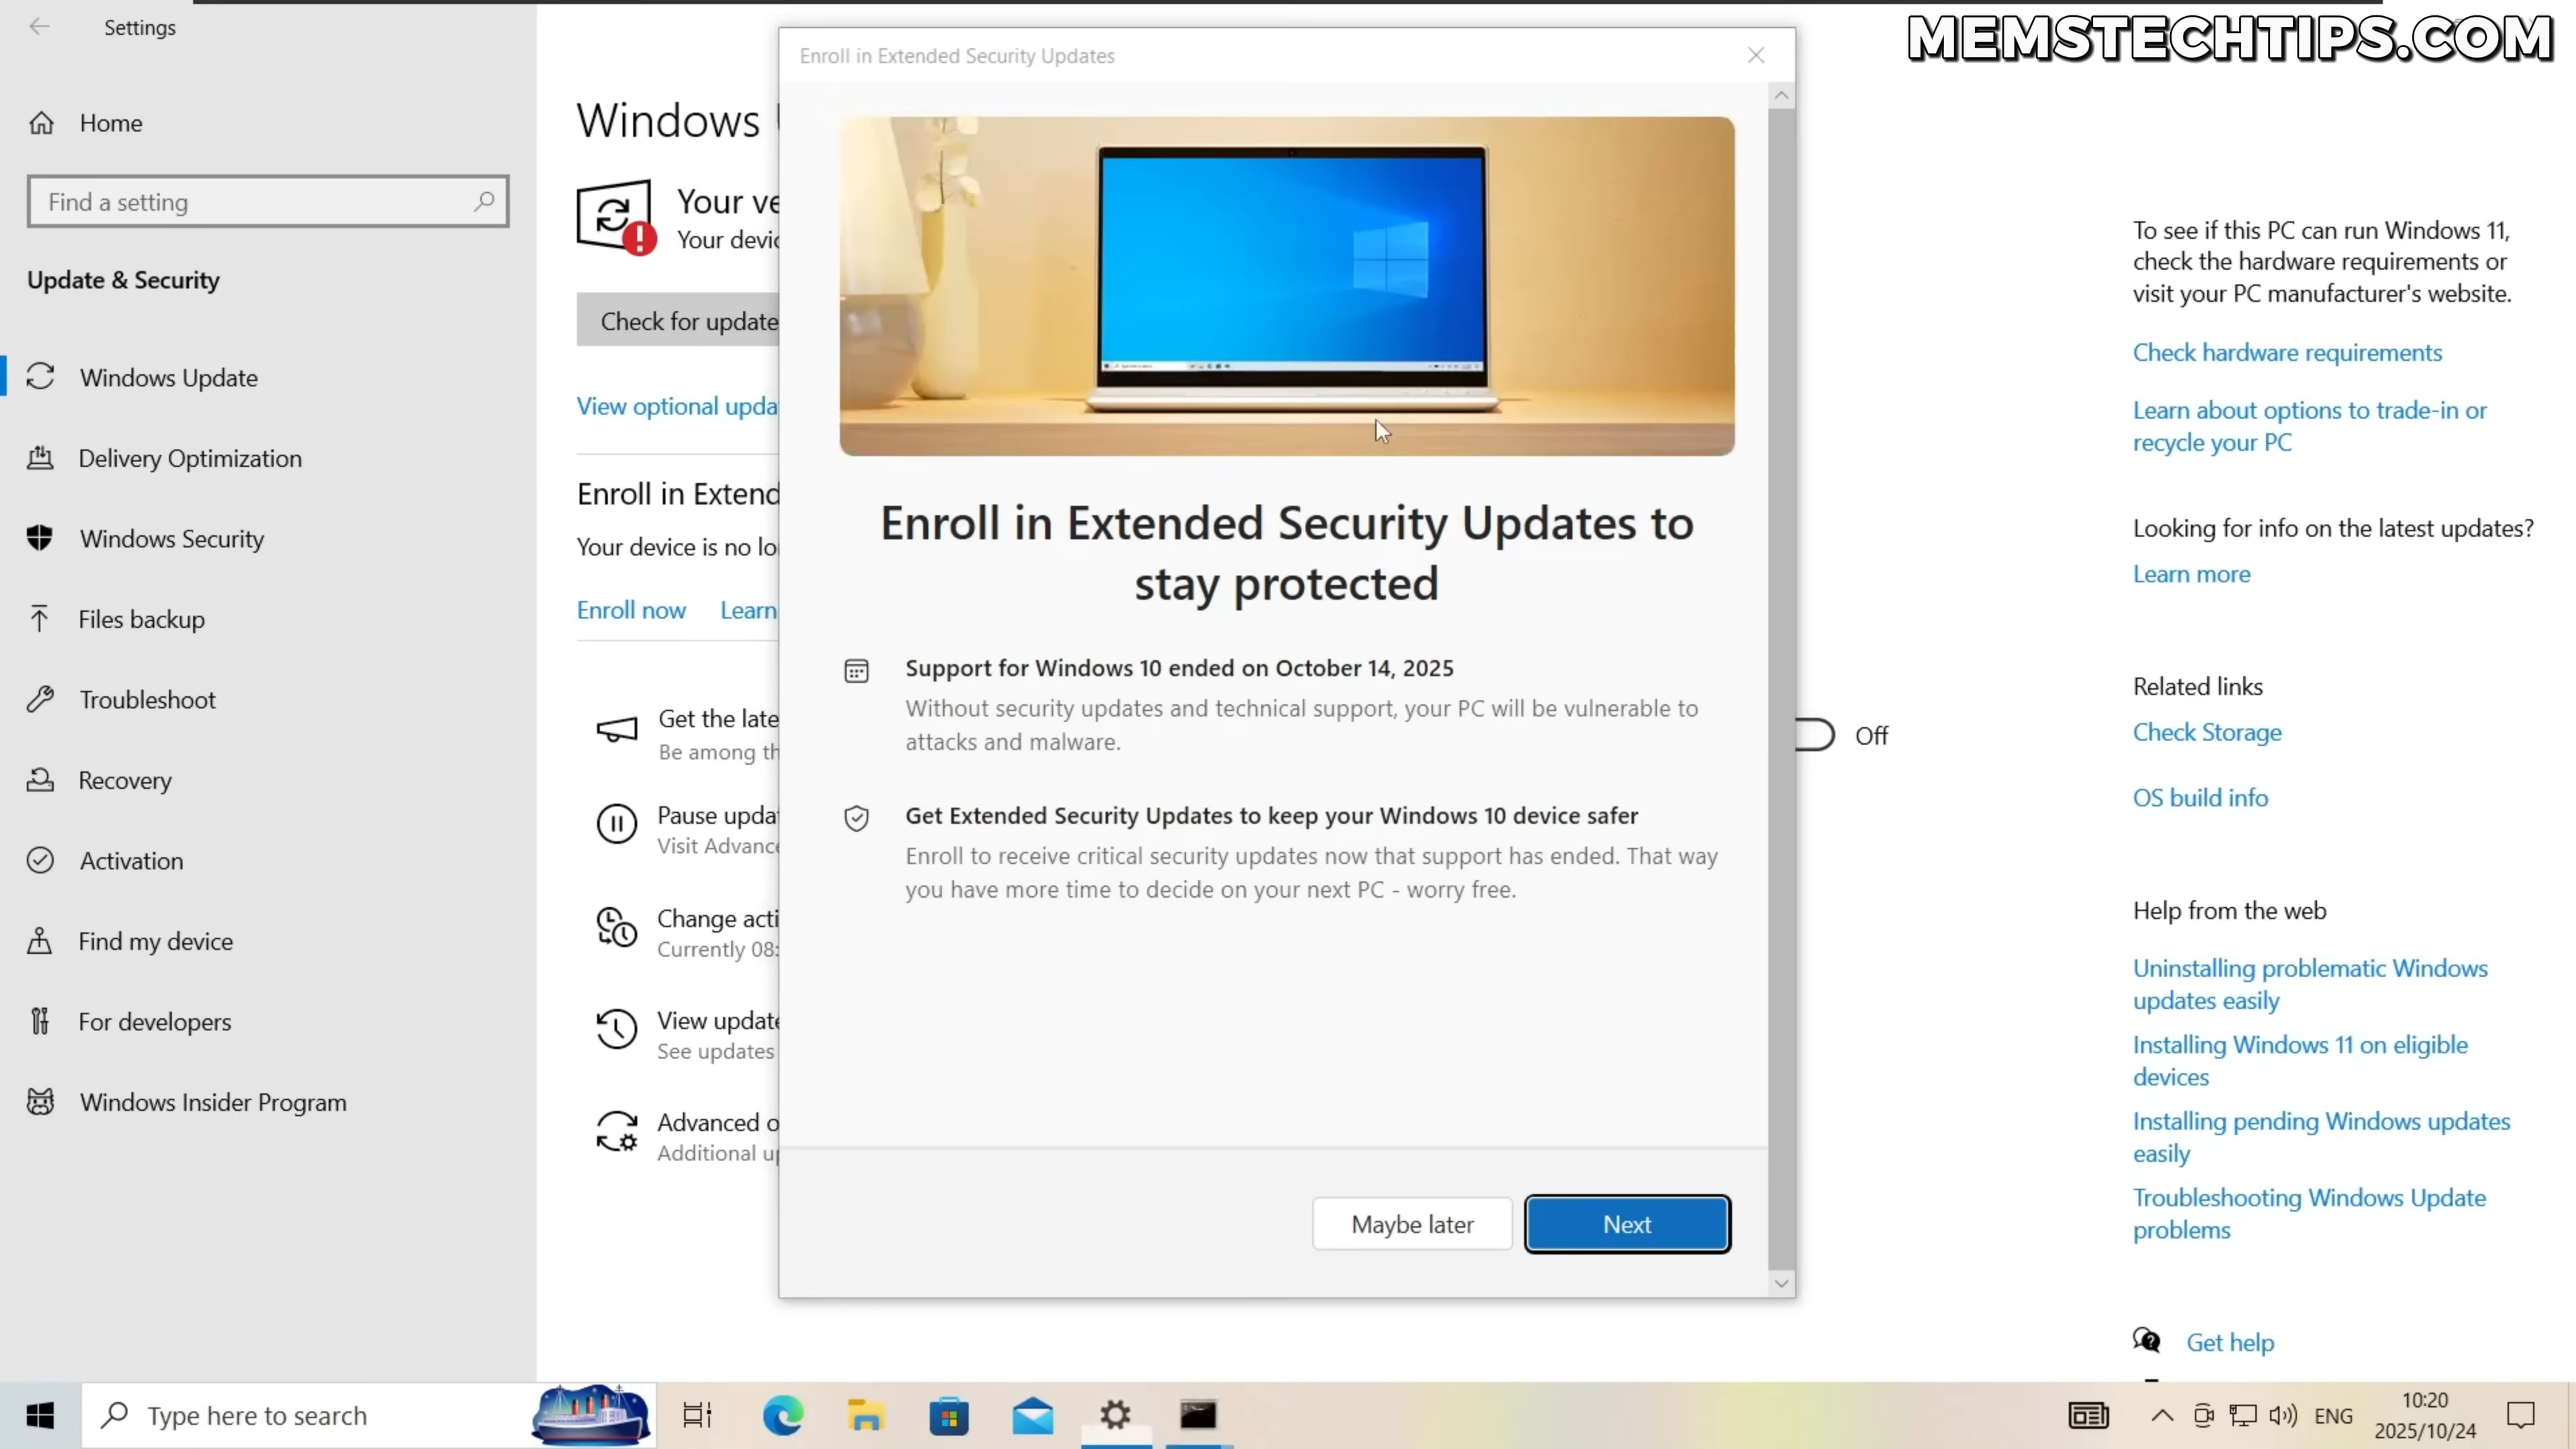 MEMSTECHTIPS.COM
Settings
Home
Find a setting
Update & Security
Windows Update
Delivery Optimization
Windows Security
Files backup
Troubleshoot
Recovery
Activation
Find my device
For developers
Windows Insider Program
Windows
Your ve
Your devic
Check for update
View optional upda
Enroll in Extend
Your device is no lo
Enroll now Learn
Get the late
Be among th
Pause updat
Visit Advance
Change acti
Currently 08:
View update
See updates
Advanced o
Additional up
Off
Enroll in Extended Security Updates
Enroll in Extended Security Updates to
stay protected
Support for Windows 10 ended on October 14, 2025
Without security updates and technical support, your PC will be vulnerable to
attacks and malware.
Get Extended Security Updates to keep your Windows 10 device safer
Enroll to receive critical security updates now that support has ended. That way
you have more time to decide on your next PC - worry free.
Maybe later
Next
To see if this PC can run Windows 11,
check the hardware requirements or
visit your PC manufacturer's website.
Check hardware requirements
Learn about options to trade-in or
recycle your PC
Looking for info on the latest updates?
Learn more
Related links
Check Storage
OS build info
Help from the web
Uninstalling problematic Windows
updates easily
Installing Windows 11 on eligible
devices
Installing pending Windows updates
easily
Troubleshooting Windows Update
problems
Get help
Type here to search
ENG
10:20
2025/10/24